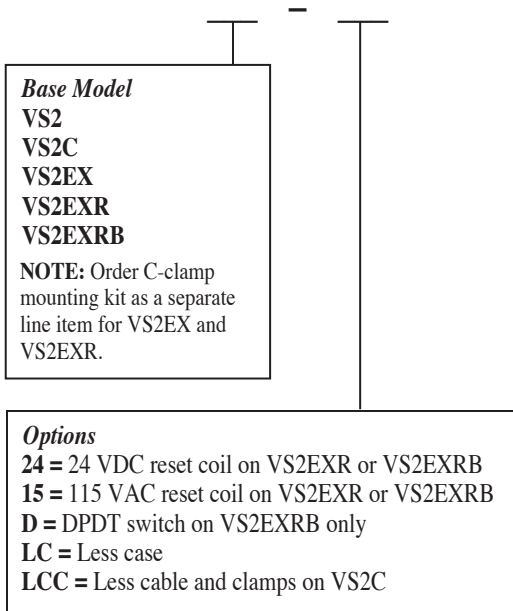 –
Base Model
VS2
VS2C
VS2EX
VS2EXR
VS2EXRB
NOTE: Order C-clamp
mounting kit as a separate
line item for VS2EX and
VS2EXR.
Options
24 = 24 VDC reset coil on VS2EXR or VS2EXRB
15 = 115 VAC reset coil on VS2EXR or VS2EXRB
D = DPDT switch on VS2EXRB only
LC = Less case
LCC = Less cable and clamps on VS2C